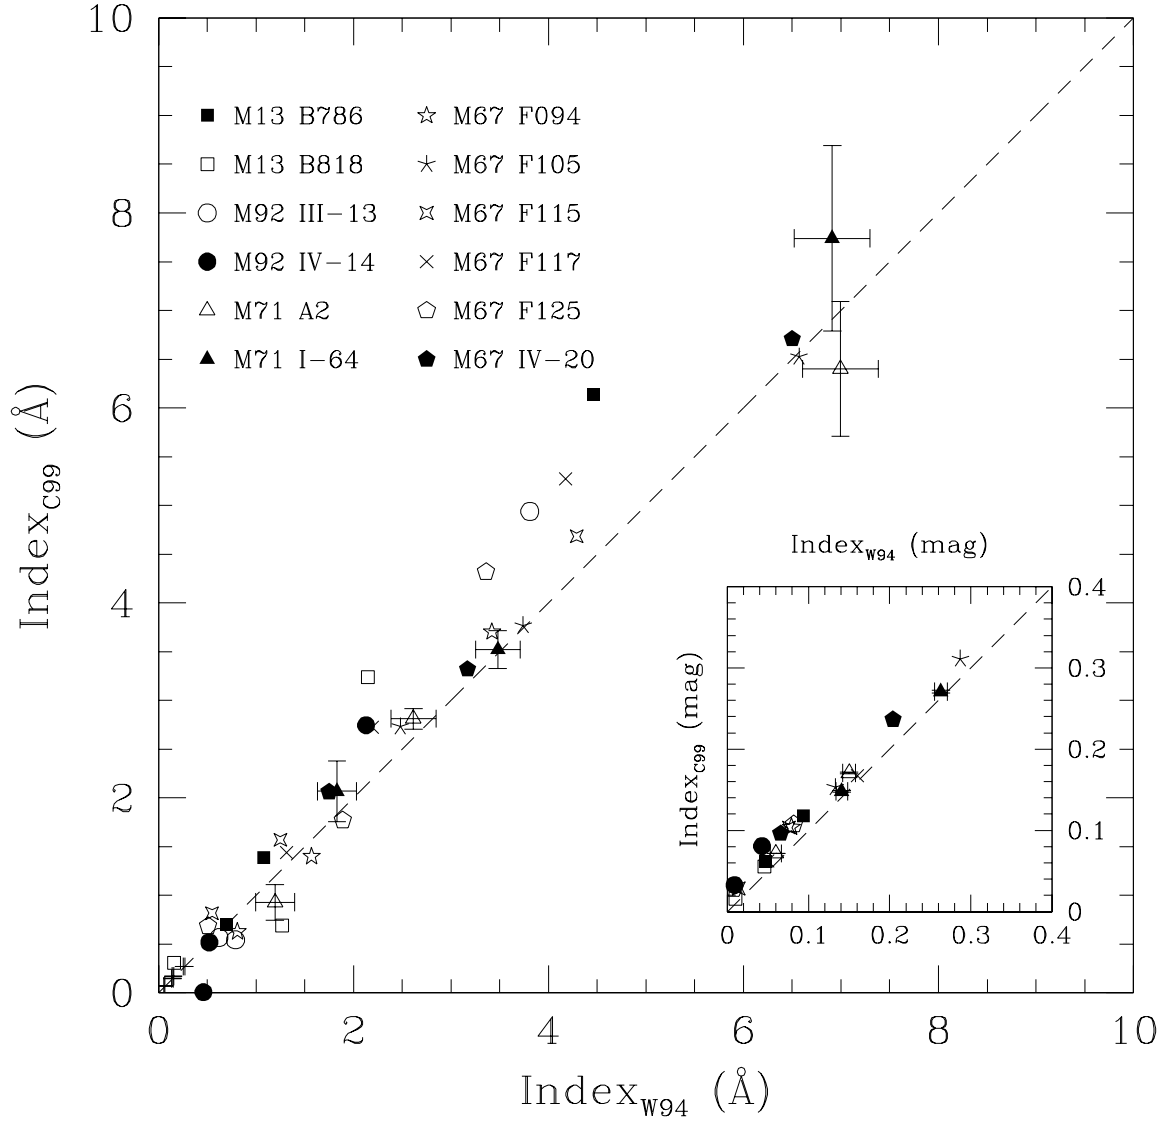 10
M13 B786 M67 F094
M13 B818 M67 F105
8
M92 III-13 M67 F115
M92 IV-14 M67 F117
M71 A2 M67 F125
M71 I-64 M67 IV-20
6
Index_C99 (Å)
4
2
0
Index_W94 (mag)
0.4
0.3
0.2
0.1
0
Index_C99 (mag)
0 0.1 0.2 0.3 0.4
0 2 4 6 8 10
Index_W94 (Å)